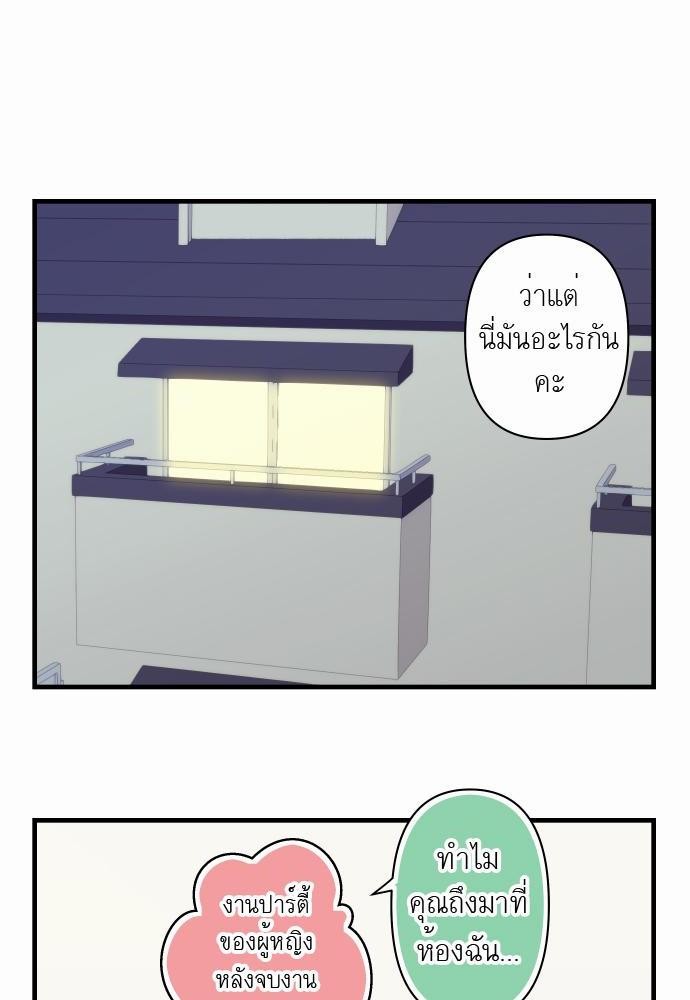 ว่าแต่
นี่มันอะไรกัน
คะ
ทำไม
คุณถึงมาที่
ห้องฉัน...
งานปาร์ตี้
ของผู้หญิง
หลังจบงาน